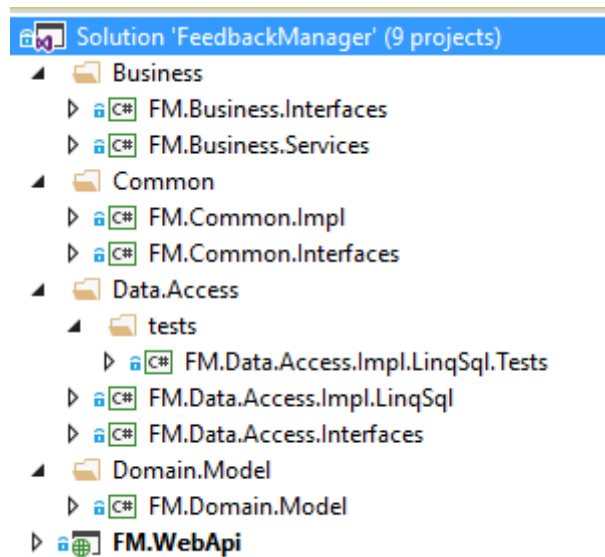 Solution 'FeedbackManager' (9 projects)
Business
C# FM.Business.Interfaces
C# FM.Business.Services
Common
C# FM.Common.Impl
C# FM.Common.Interfaces
Data.Access
tests
C# FM.Data.Access.Impl.LinqSql.Tests
C# FM.Data.Access.Impl.LinqSql
C# FM.Data.Access.Interfaces
Domain.Model
C# FM.Domain.Model
FM.WebApi